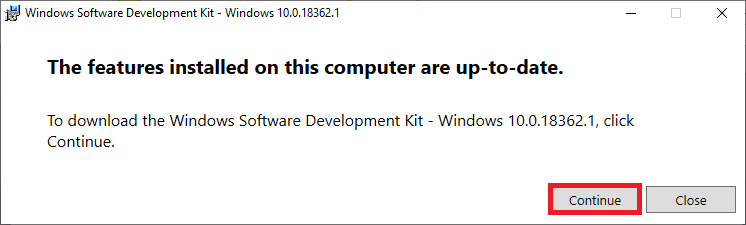 Windows Software Development Kit - Windows 10.0.18362.1
The features installed on this computer are up-to-date.
To download the Windows Software Development Kit - Windows 10.0.18362.1, click
Continue.
Continue
Close